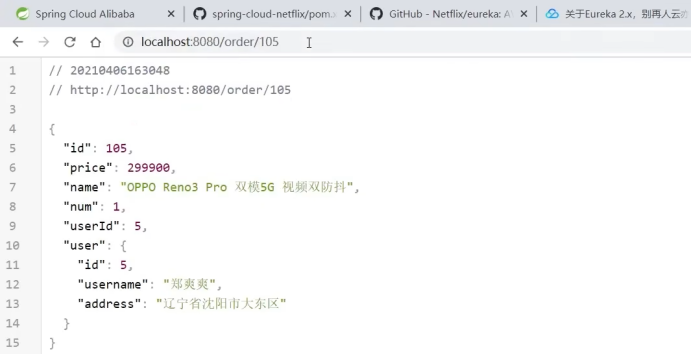 Spring Cloud Alibaba
spring-cloud-netflix/pom.x
GitHub - Netflix/eureka: A
关于Eureka 2.x，别再人云
localhost:8080/order/105
1 // 20210406163048
2 // http://localhost:8080/order/105
3
4 {
5 "id": 105,
6 "price": 299900,
7 "name": "OPPO Reno3 Pro 双模5G 视频双防抖",
8 "num": 1,
9 "userId": 5,
10 "user": {
11 "id": 5,
12 "username": "郑爽爽",
13 "address": "辽宁省沈阳市大东区"
14 }
15 }